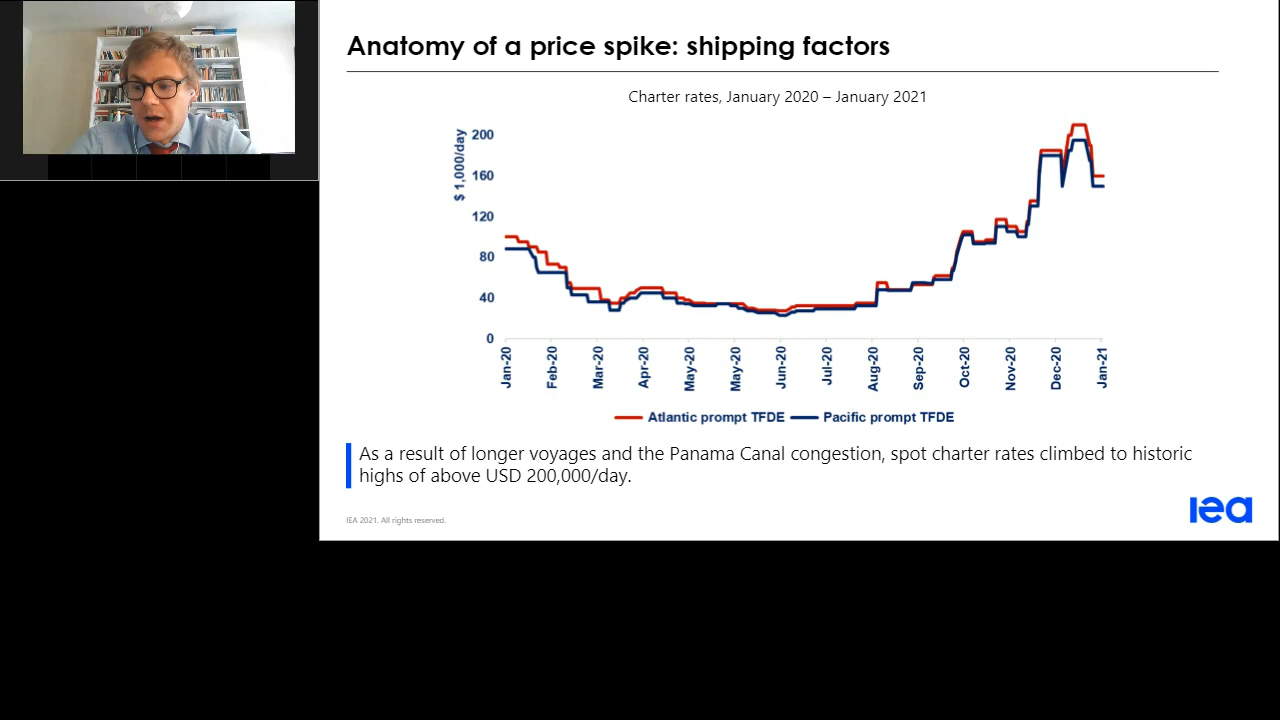 Anatomy of a price spike: shipping factors
Charter rates, January 2020 – January 2021
$ 1,000/day
200
160
120
80
40
0
Jan-20
Feb-20
Mar-20
Apr-20
May-20
May-20
Jun-20
Jul-20
Aug-20
Sep-20
Oct-20
Nov-20
Dec-20
Jan-21
Atlantic prompt TFDE
Pacific prompt TFDE
As a result of longer voyages and the Panama Canal congestion, spot charter rates climbed to historic
highs of above USD 200,000/day.
IEA 2021. All rights reserved.
iea